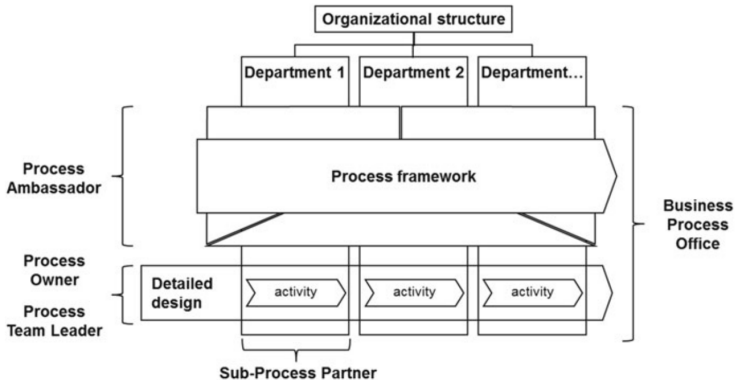 Organizational structure
Department 1
Department 2
Department...
Process
Ambassador
Process framework
Business
Process
Office
Process
Owner
Process
Team Leader
Detailed
design
activity
activity
activity
Sub-Process Partner